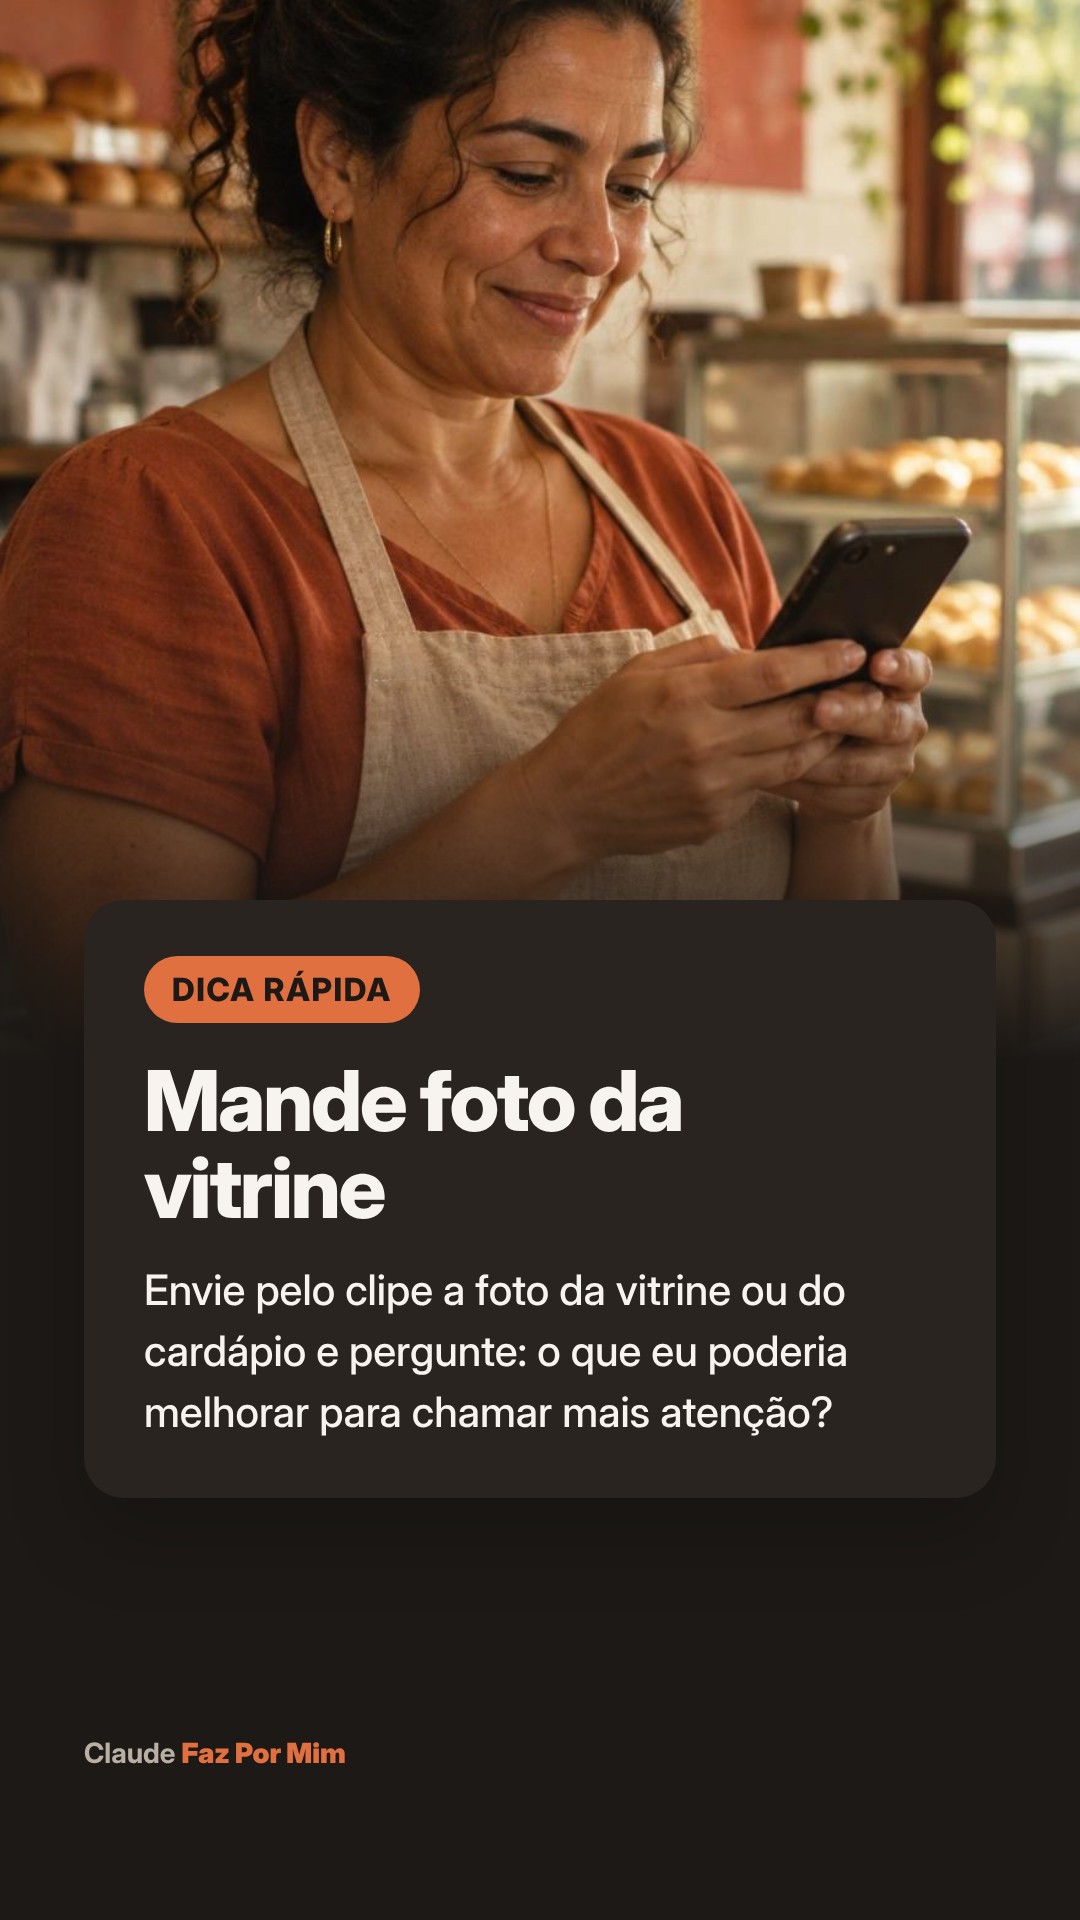 DICA RÁPIDA
Mande foto da
vitrine
Envie pelo clipe a foto da vitrine ou do
cardápio e pergunte: o que eu poderia
melhorar para chamar mais atenção?
Claude Faz Por Mim